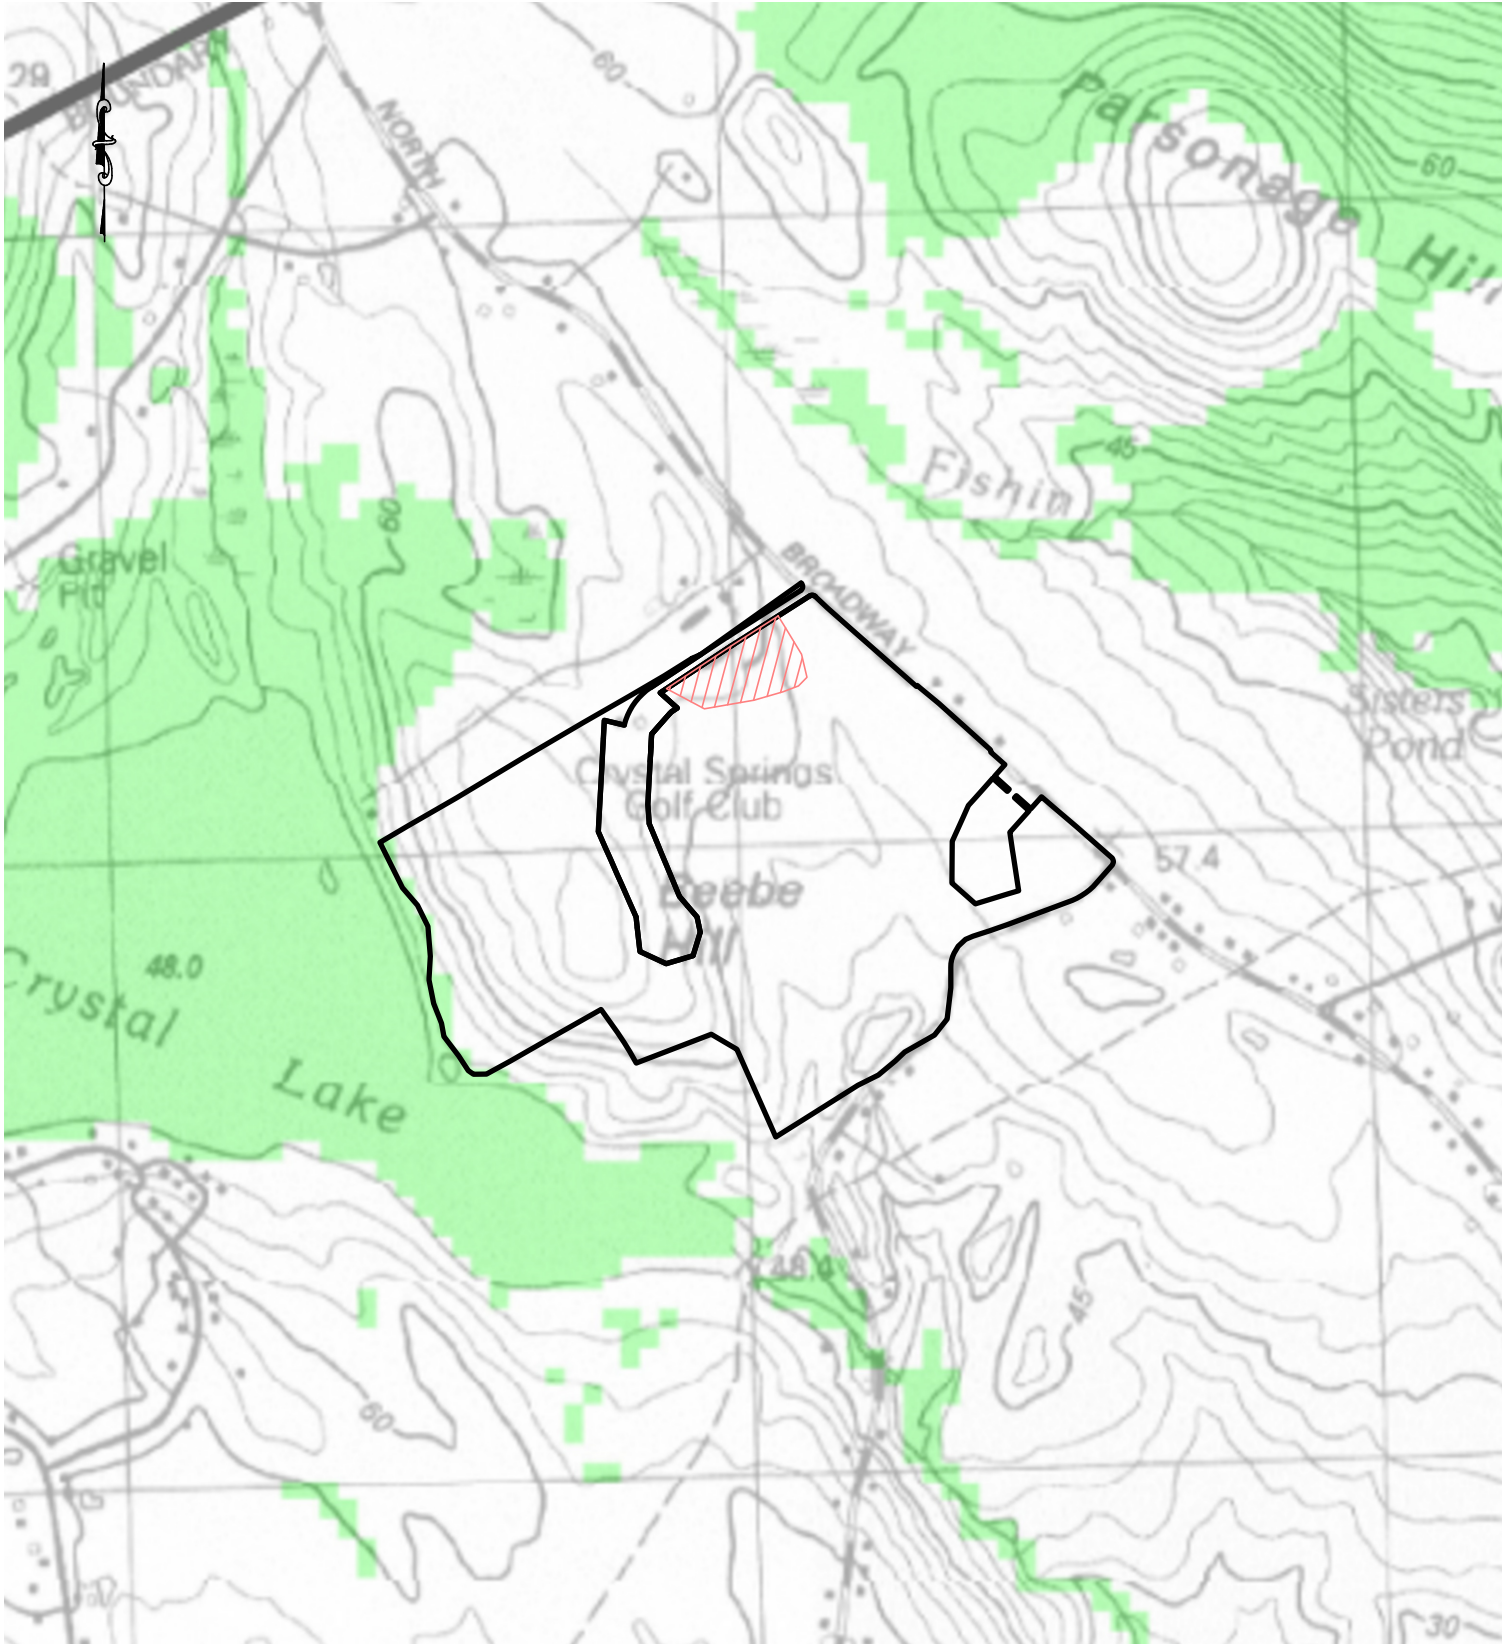 29
BOUNDARY
NORTH
60
Parsonage
Hill
60
45
Fishin
60
Gravel
Pit
BROADWAY
Sisters
Pond
Crystal Springs
Golf Club
57.4
Beebe
Hill
48.0
Crystal
Lake
48.4
45
60
30